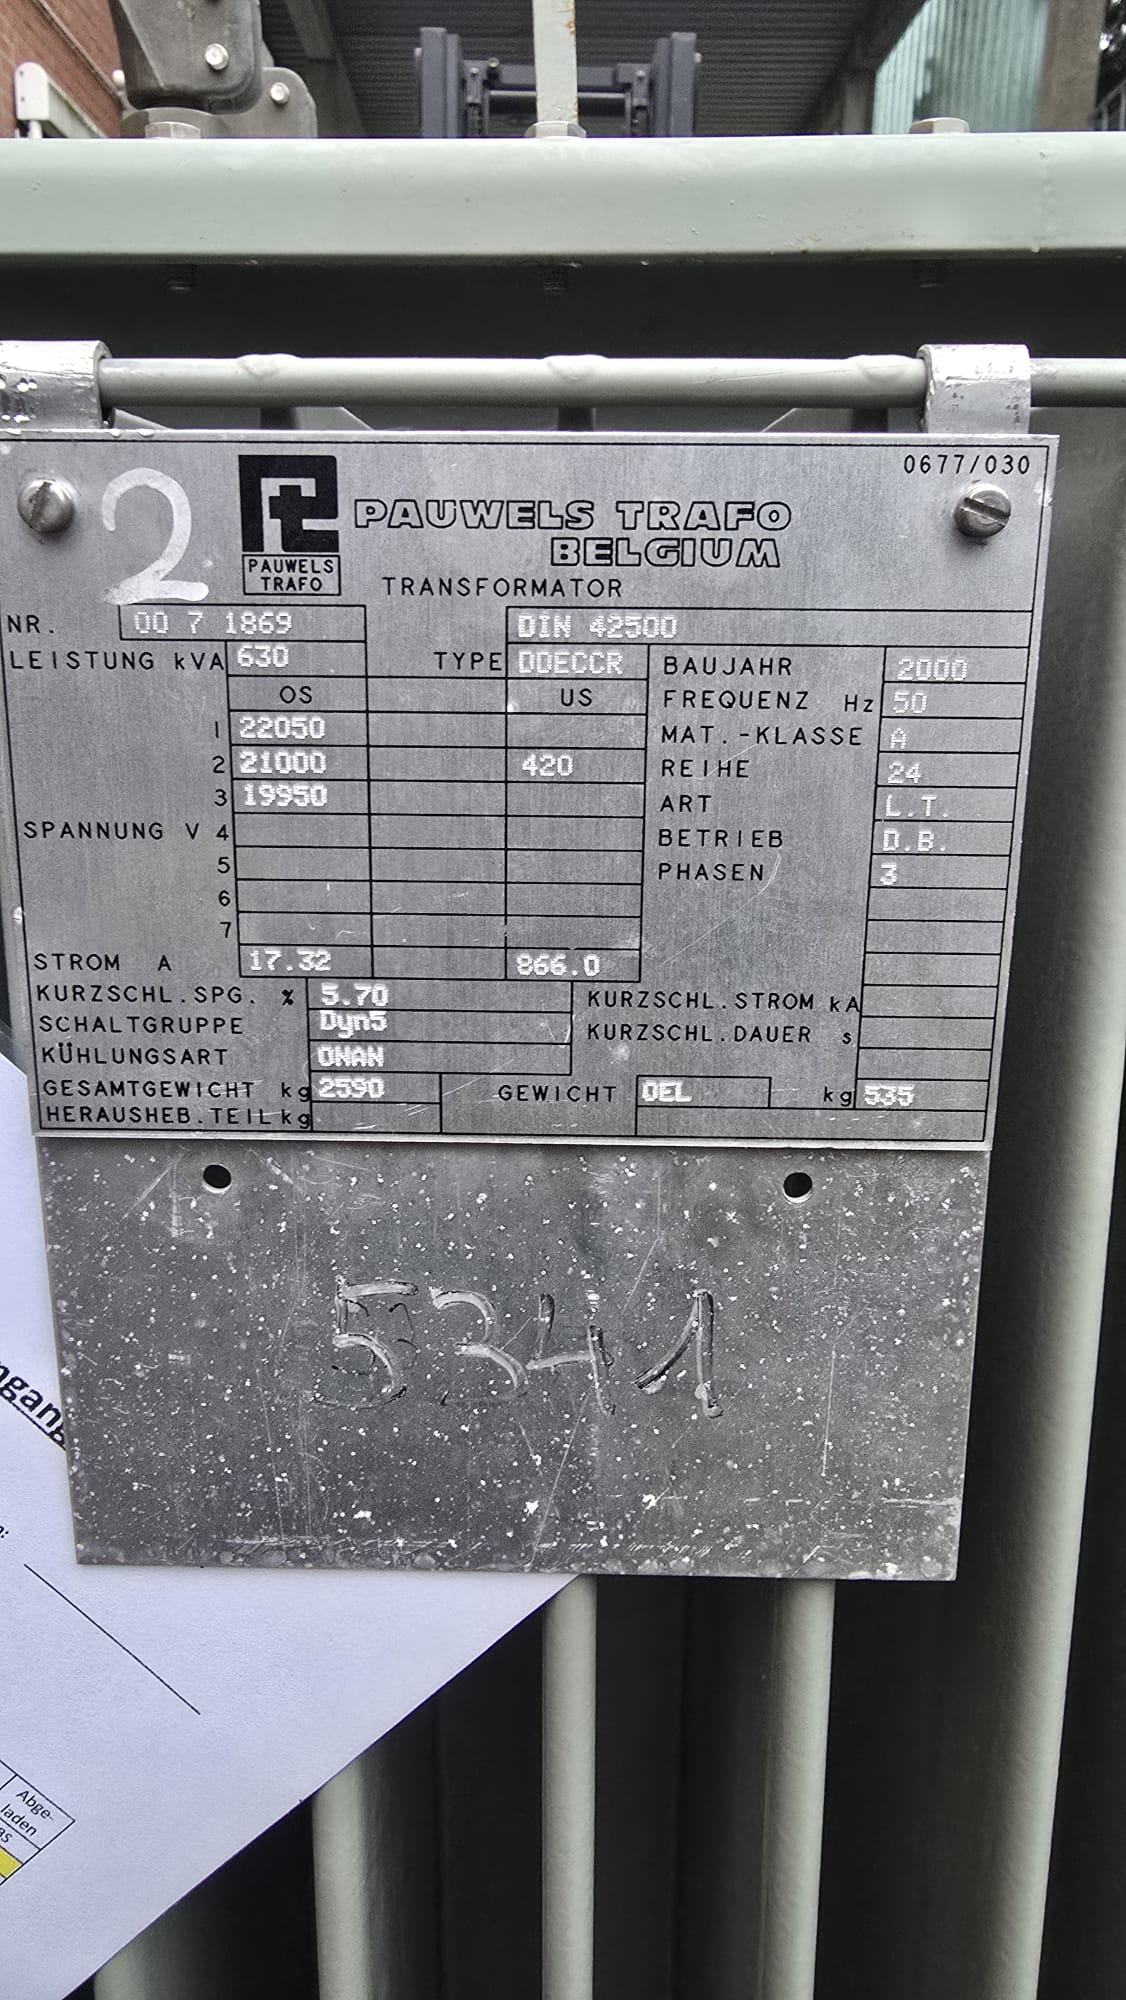 0677/030
2
PAUWELS TRAFO
BELGIUM
PAUWELS
TRAFO
TRANSFORMATOR
NR. 00 7 1869 DIN 42500
LEISTUNG kVA 630 TYPE DOECCR BAUJAHR 2000
OS US FREQUENZ Hz 50
1 22050 MAT.-KLASSE A
2 21000 420 REIHE 24
3 19950 ART L.T.
SPANNUNG V 4 BETRIEB D.B.
5 PHASEN 3
6
7
STROM A 17.32 866.0
KURZSCHL.SPG. % 5.70 KURZSCHL.STROM kA
SCHALTGRUPPE Dyn5 KURZSCHL.DAUER s
KÜHLUNGSART ONAN
GESAMTGEWICHT kg 2590 GEWICHT OEL kg 535
HERAUSHEB.TEIL kg
5341
Abge-
laden